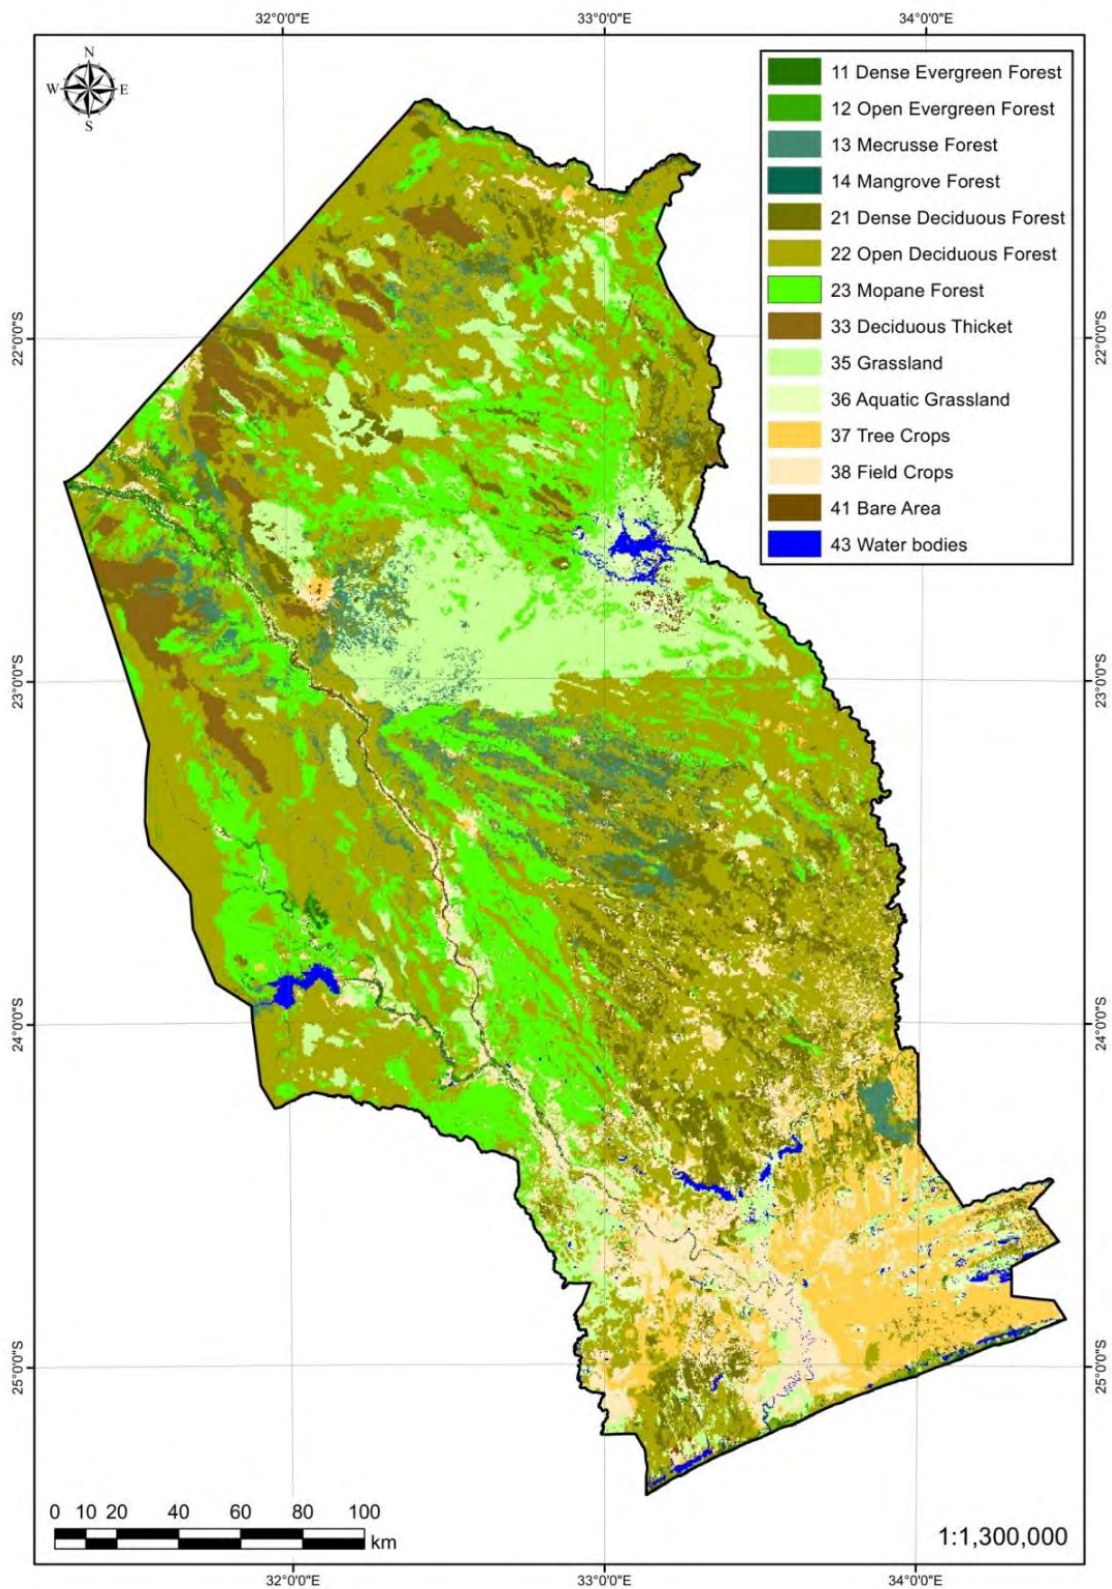 32°0'0"E 33°0'0"E 34°0'0"E
N
W E
S
11 Dense Evergreen Forest
12 Open Evergreen Forest
13 Mecrusse Forest
14 Mangrove Forest
21 Dense Deciduous Forest
22 Open Deciduous Forest
23 Mopane Forest
33 Deciduous Thicket
35 Grassland
36 Aquatic Grassland
37 Tree Crops
38 Field Crops
41 Bare Area
43 Water bodies
22°0'0"S 22°0'0"S
23°0'0"S 23°0'0"S
24°0'0"S 24°0'0"S
25°0'0"S 25°0'0"S
0 10 20 40 60 80 100
km
1:1,300,000
32°0'0"E 33°0'0"E 34°0'0"E